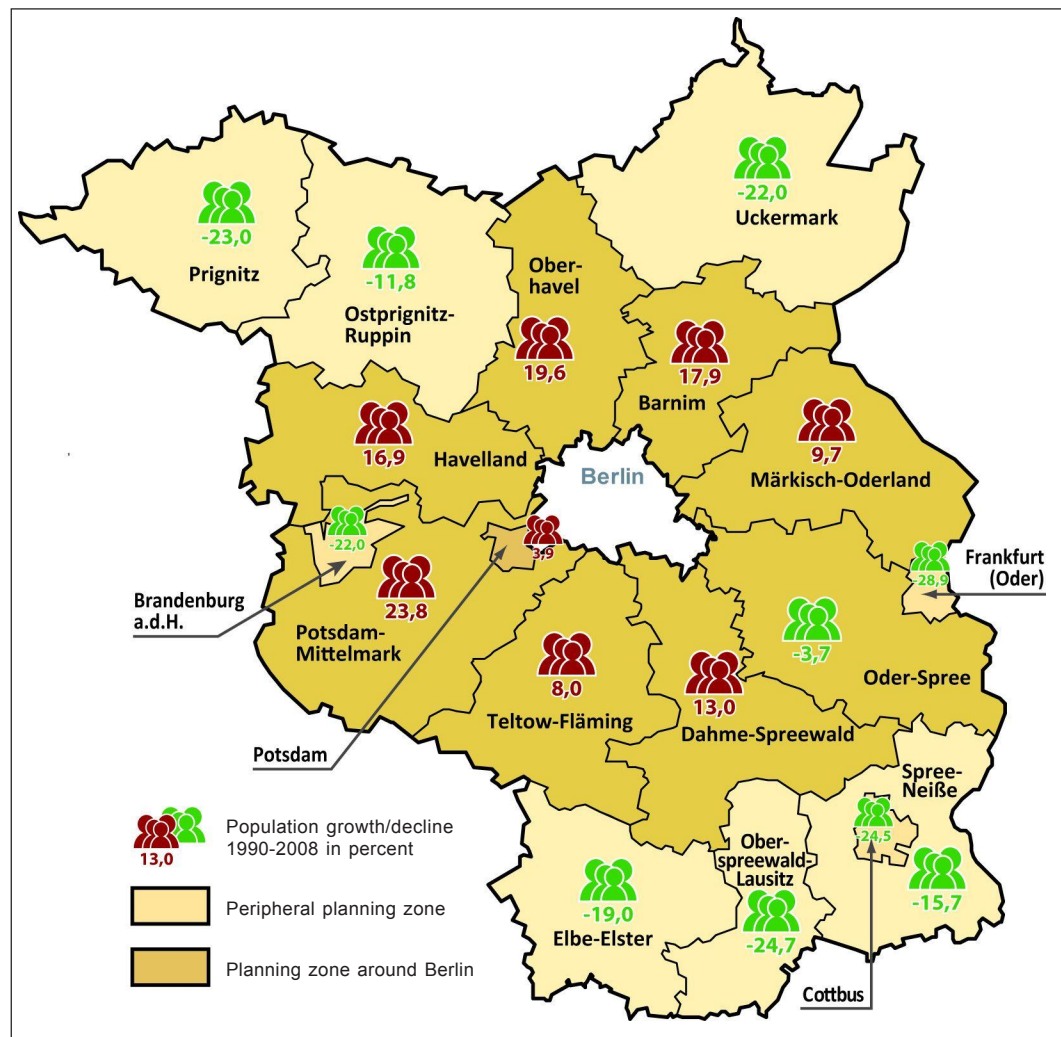 -22,0
Uckermark
-23,0
Prignitz
-11,8
Ostprignitz-
Ruppin
Ober-
havel
19,6
17,9
Barnim
16,9
Havelland
Berlin
9,7
Märkisch-Oderland
-22,0
3,9
-28,9
Frankfurt
(Oder)
Brandenburg
a.d.H.
23,8
Potsdam-
Mittelmark
-3,7
Oder-Spree
8,0
Teltow-Fläming
13,0
Dahme-Spreewald
Potsdam
Spree-
Neiße
-24,5
-15,7
Ober-
spreewald-
Lausitz
-24,7
-19,0
Elbe-Elster
Cottbus
13,0
Population growth/decline
1990-2008 in percent
Peripheral planning zone
Planning zone around Berlin